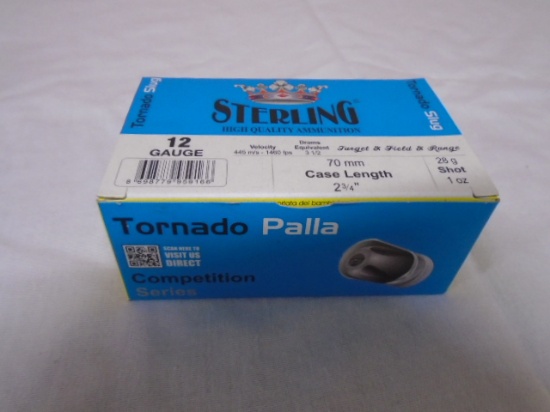 Tornado Slug
STERLING
HIGH QUALITY AMMUNITION
Tornado Slug
12
GAUGE
Velocity
445 m/s - 1460 fps
Drams
Equivalent
3 1/2
Target & Field & Range
70 mm
Case Length
2 3/4"
28 g
Shot
1 oz
Tornado Palla
SCAN HERE TO
VISIT US
DIRECT
Competition
Series